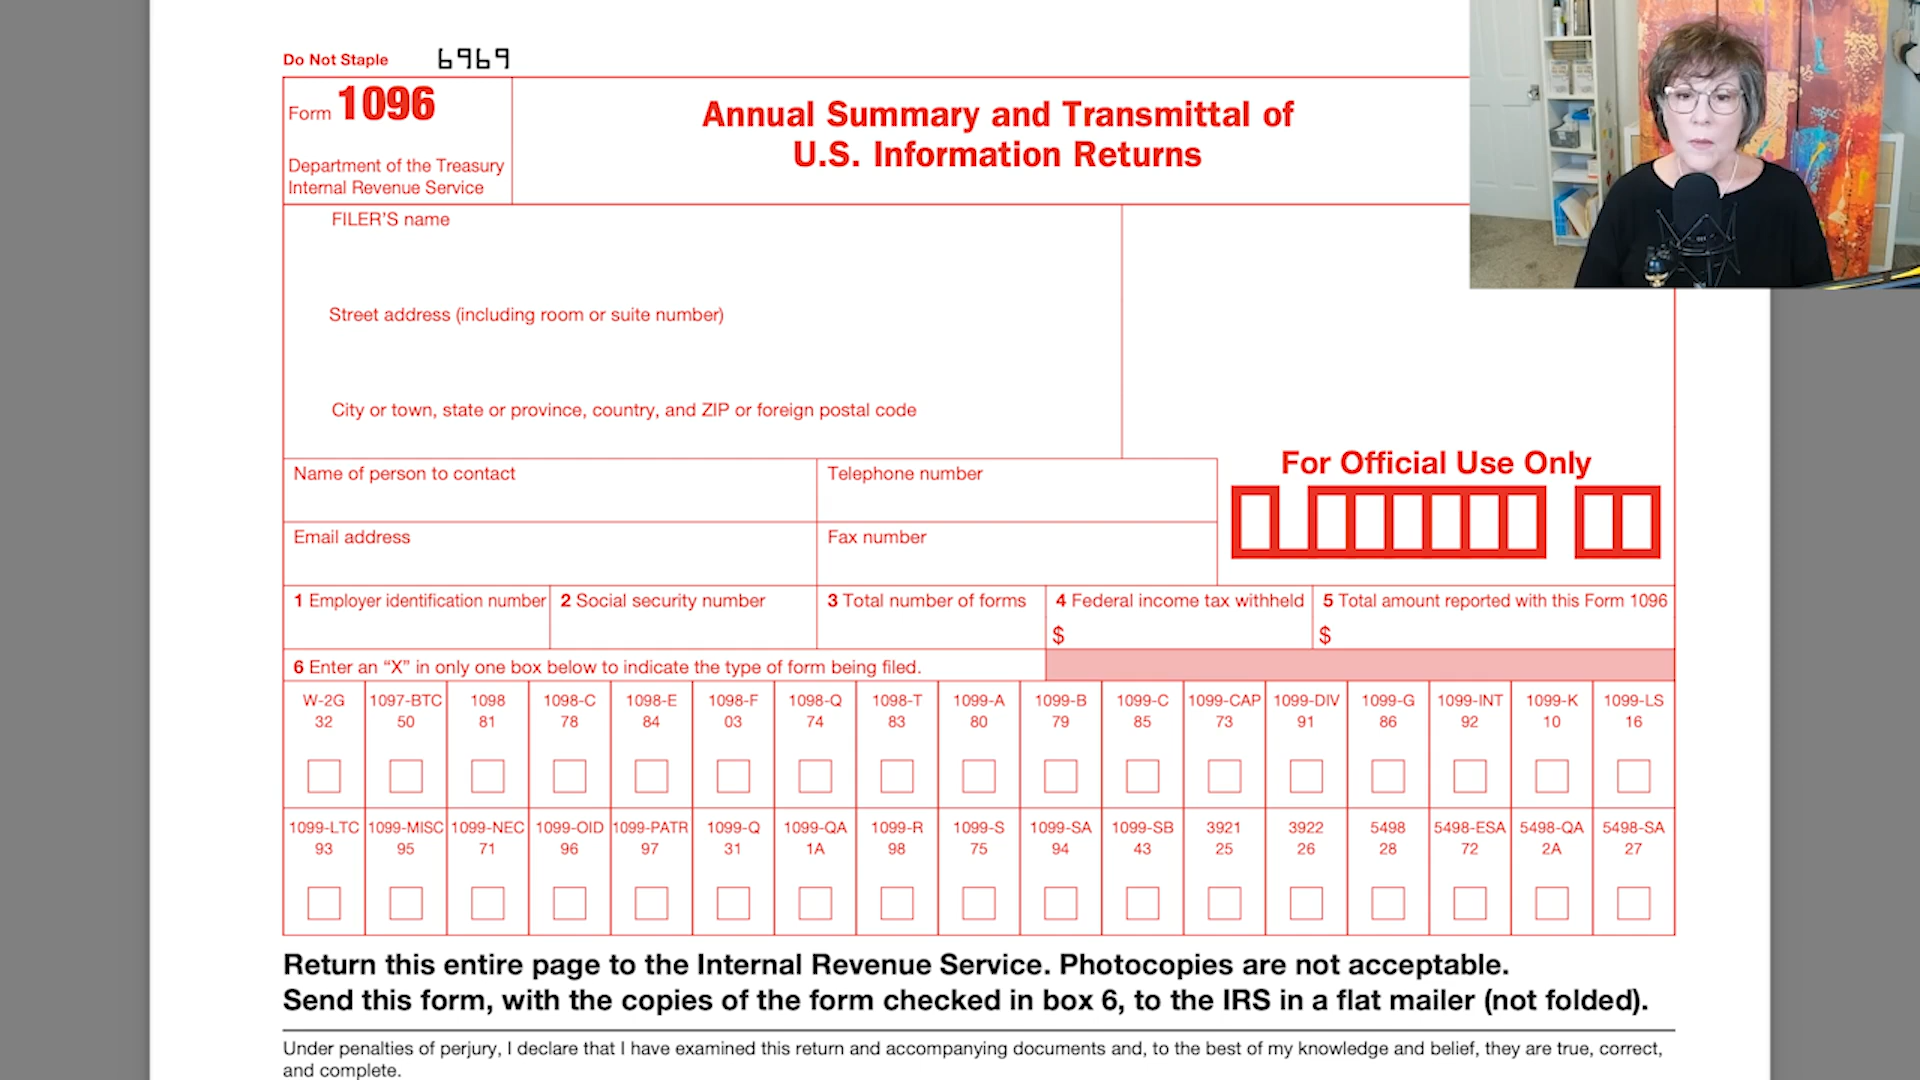 Do Not Staple 6969
Form 1096
Annual Summary and Transmittal of
U.S. Information Returns
Department of the Treasury
Internal Revenue Service
FILER'S name
Street address (including room or suite number)
City or town, state or province, country, and ZIP or foreign postal code
Name of person to contact
Telephone number
Email address
Fax number
For Official Use Only
1 Employer identification number
2 Social security number
3 Total number of forms
4 Federal income tax withheld
$
5 Total amount reported with this Form 1096
$
6 Enter an “X” in only one box below to indicate the type of form being filed.
W-2G 1097-BTC 1098 1098-C 1098-E 1098-F 1098-Q 1098-T 1099-A 1099-B 1099-C 1099-CAP 1099-DIV 1099-G 1099-INT 1099-K 1099-LS
32 50 81 78 84 03 74 83 80 79 85 73 91 86 92 10 16
1099-LTC 1099-MISC 1099-NEC 1099-OID 1099-PATR 1099-Q 1099-QA 1099-R 1099-S 1099-SA 1099-SB 3921 3922 5498 5498-ESA 5498-QA 5498-SA
93 95 71 96 97 31 1A 98 75 94 43 25 26 28 72 2A 27
Return this entire page to the Internal Revenue Service. Photocopies are not acceptable.
Send this form, with the copies of the form checked in box 6, to the IRS in a flat mailer (not folded).
Under penalties of perjury, I declare that I have examined this return and accompanying documents and, to the best of my knowledge and belief, they are true, correct,
and complete.